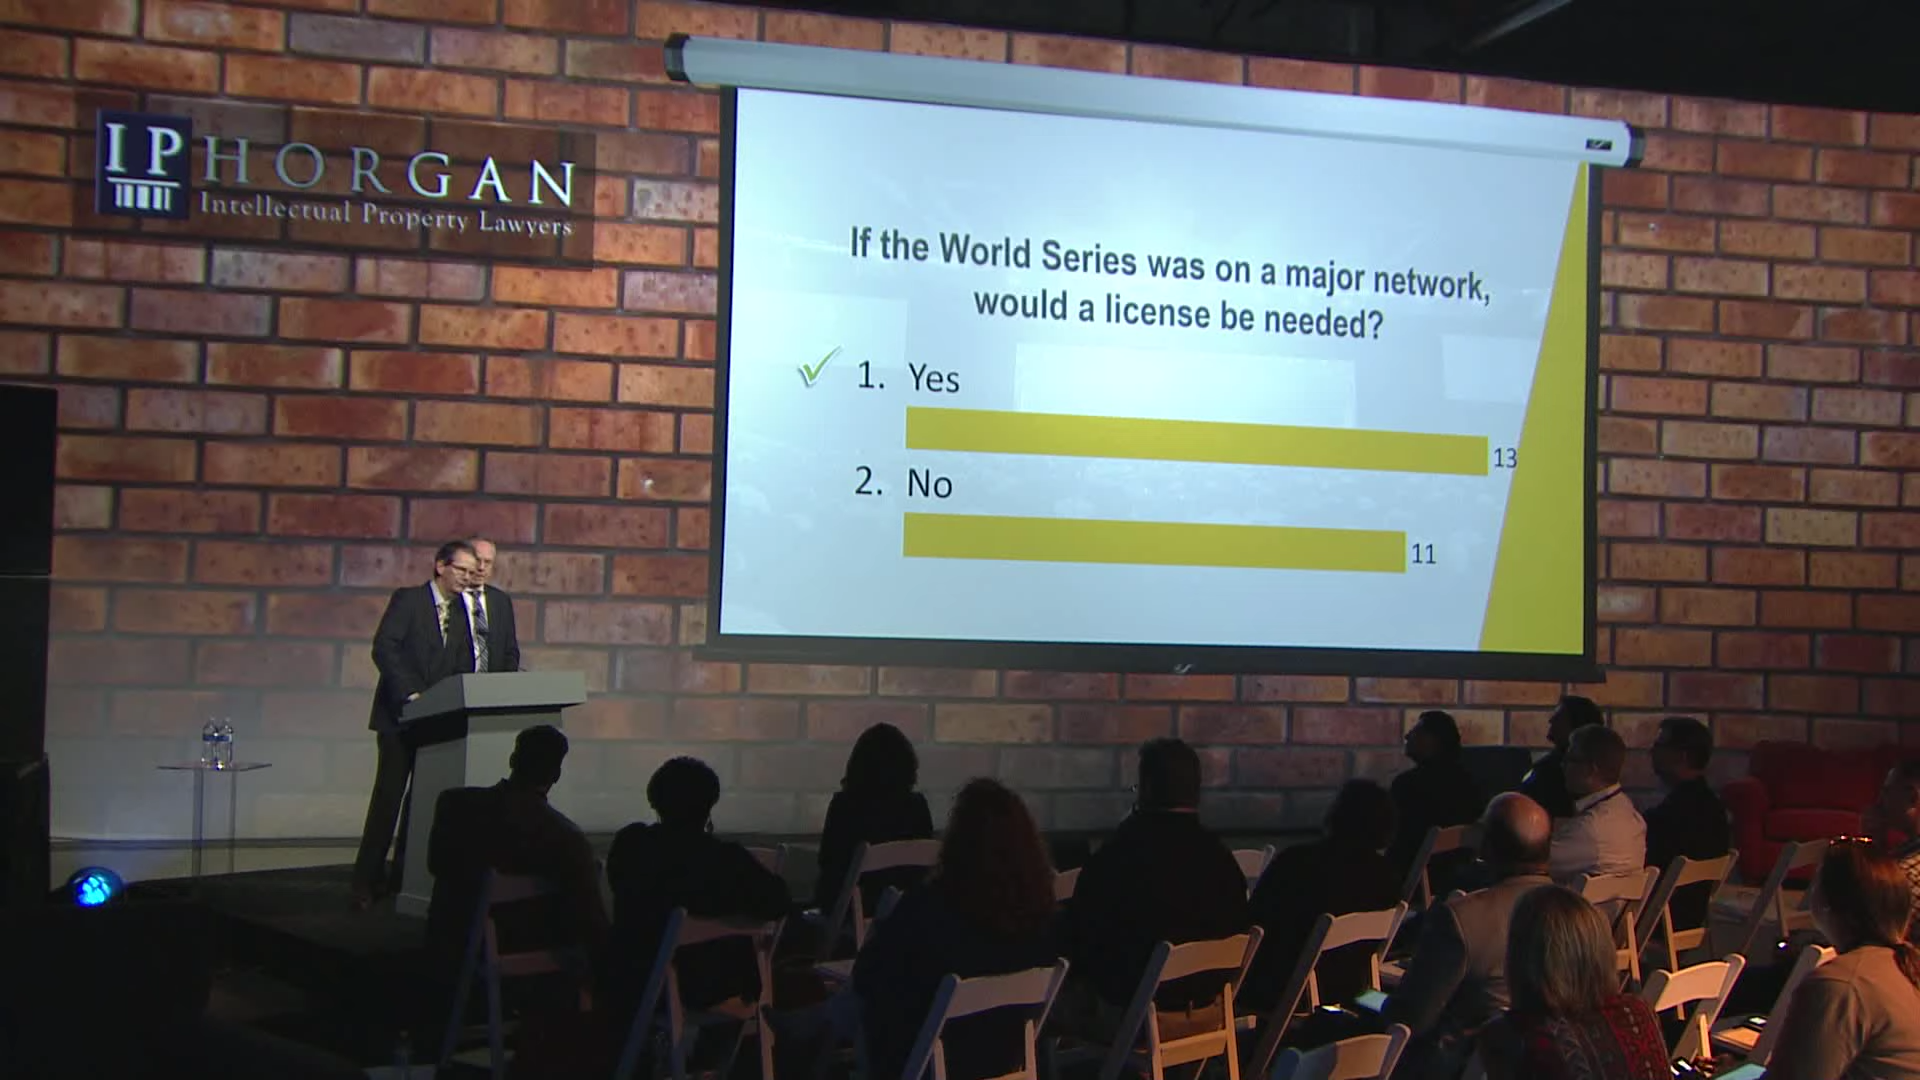 IP HORGAN
Intellectual Property Lawyers
If the World Series was on a major network,
would a license be needed?
1. Yes
13
2. No
11